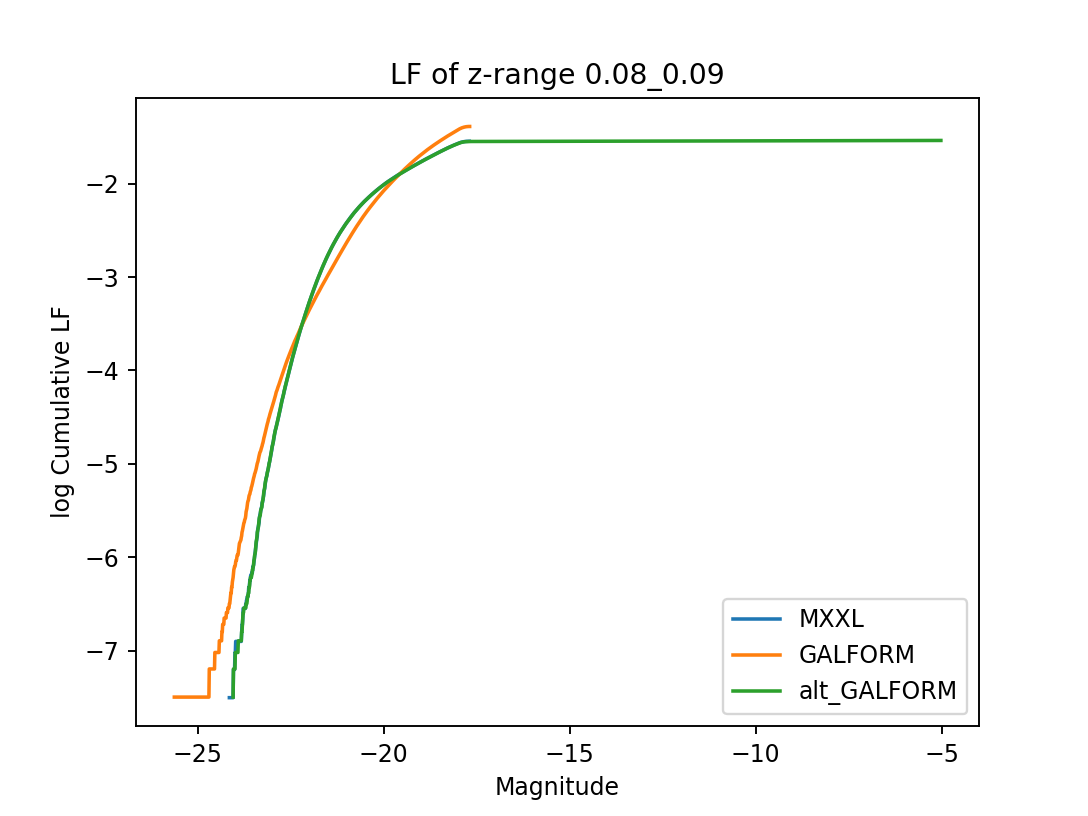 LF of z-range 0.08_0.09
log Cumulative LF
−2
−3
−4
−5
−6
−7
MXXL
GALFORM
alt_GALFORM
−25
−20
−15
−10
−5
Magnitude